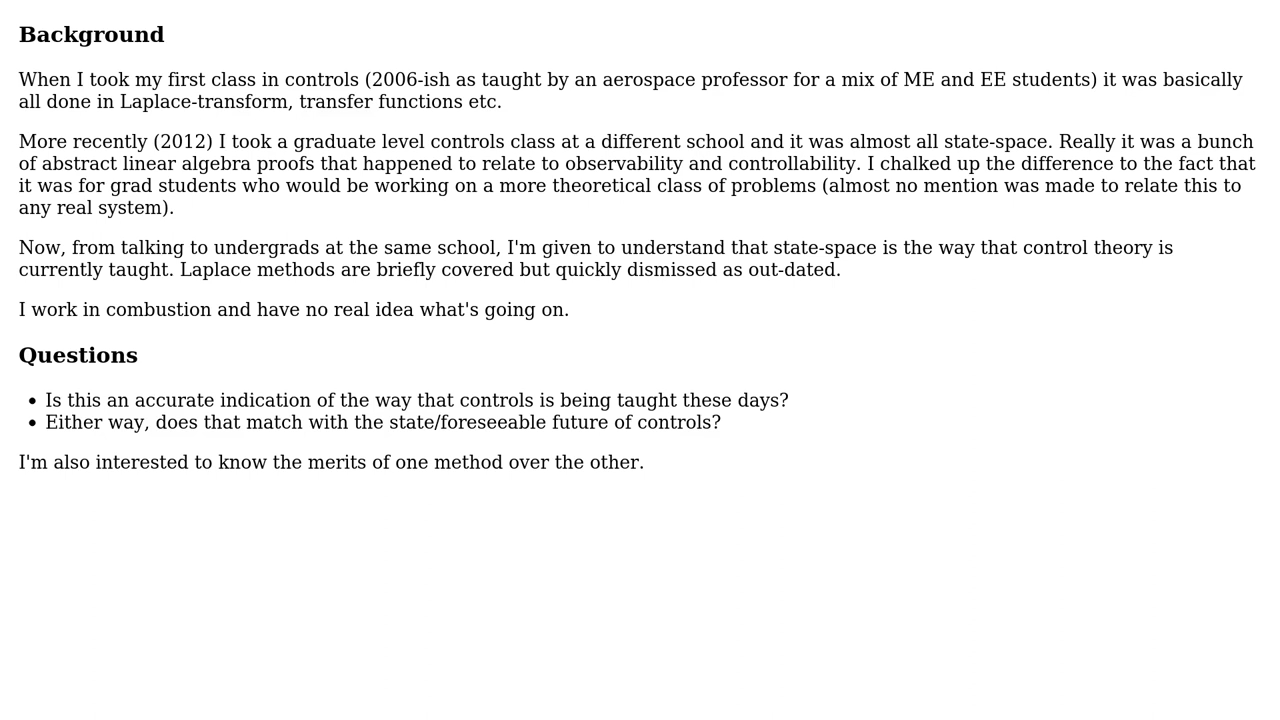 Background
When I took my first class in controls (2006-ish as taught by an aerospace professor for a mix of ME and EE students) it was basically
all done in Laplace-transform, transfer functions etc.
More recently (2012) I took a graduate level controls class at a different school and it was almost all state-space. Really it was a bunch
of abstract linear algebra proofs that happened to relate to observability and controllability. I chalked up the difference to the fact that
it was for grad students who would be working on a more theoretical class of problems (almost no mention was made to relate this to
any real system).
Now, from talking to undergrads at the same school, I'm given to understand that state-space is the way that control theory is
currently taught. Laplace methods are briefly covered but quickly dismissed as out-dated.
I work in combustion and have no real idea what's going on.
Questions
• Is this an accurate indication of the way that controls is being taught these days?
• Either way, does that match with the state/foreseeable future of controls?
I'm also interested to know the merits of one method over the other.